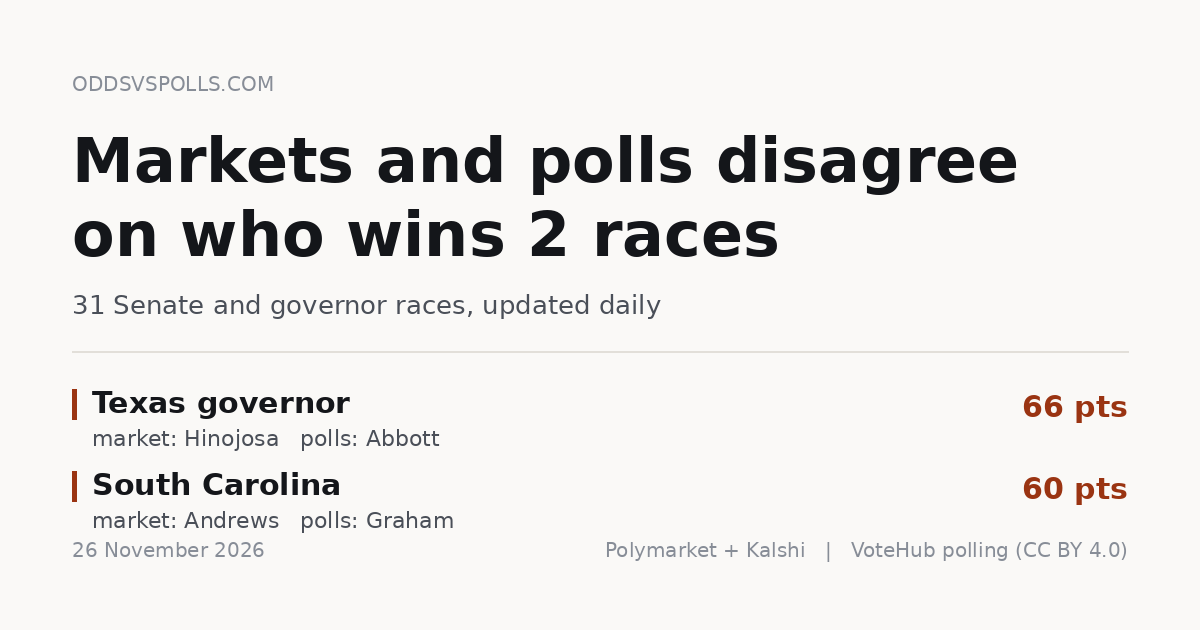 ODDSVSPOLLS.COM
Markets and polls disagree
on who wins 2 races
31 Senate and governor races, updated daily
Texas governor
66 pts
market: Hinojosa   polls: Abbott
South Carolina
60 pts
market: Andrews   polls: Graham
26 November 2026
Polymarket + Kalshi   |   VoteHub polling (CC BY 4.0)